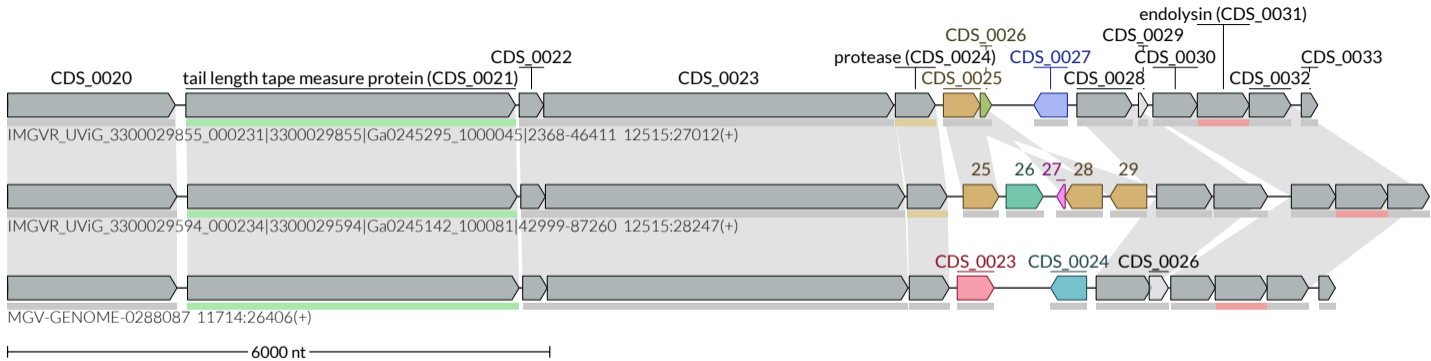 endolysin (CDS_0031)
CDS_0026 CDS_0029
CDS_0022 protease (CDS_0024) CDS_0027 CDS_0030 CDS_0033
CDS_0020 tail length tape measure protein (CDS_0021) CDS_0023 CDS_0025 CDS_0028 CDS_0032
IMGVR_UViG_3300029855_000231|3300029855|Ga0245295_1000045|2368-46411 12515:27012(+)
25 26 27 28 29
IMGVR_UViG_3300029594_000234|3300029594|Ga0245142_100081|42999-87260 12515:28247(+)
CDS_0023 CDS_0024 CDS_0026
MGV-GENOME-0288087 11714:26406(+)
6000 nt